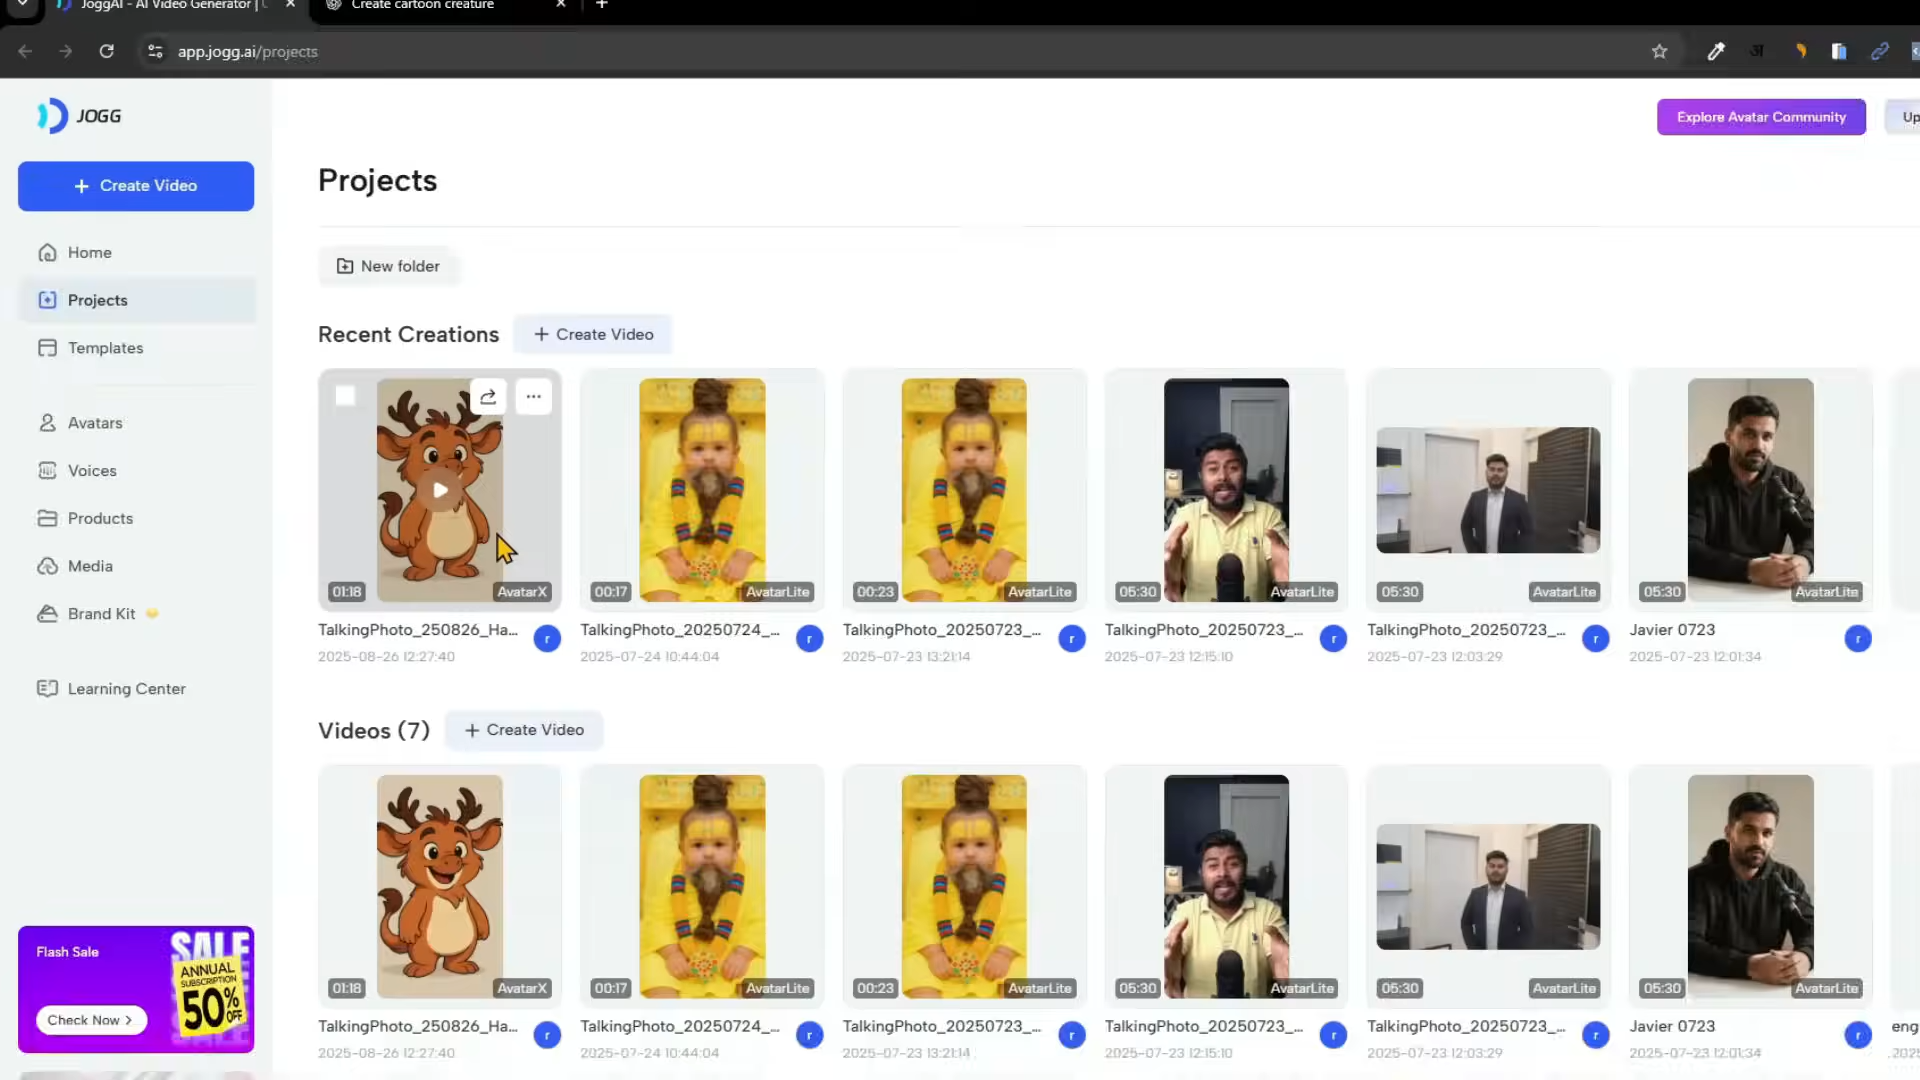 JoggAI - AI Video Generator |
Create cartoon creature
app.jogg.ai/projects
JOGG
Explore Avatar Community
Up
Create Video
Projects
Home
New folder
Projects
Recent Creations
Create Video
Templates
Avatars
Voices
Products
Media
Brand Kit
Learning Center
01:18
AvatarX
00:17
AvatarLite
00:23
AvatarLite
05:30
AvatarLite
05:30
AvatarLite
05:30
AvatarLite
TalkingPhoto_250826_Ha...
r
TalkingPhoto_20250724_...
r
TalkingPhoto_20250723_...
r
TalkingPhoto_20250723_...
r
TalkingPhoto_20250723_...
r
Javier 0723
r
2025-08-26 12:27:40
2025-07-24 10:44:04
2025-07-23 13:21:14
2025-07-23 12:15:10
2025-07-23 12:03:29
2025-07-23 12:01:34
Videos (7)
Create Video
01:18
AvatarX
00:17
AvatarLite
00:23
AvatarLite
05:30
AvatarLite
05:30
AvatarLite
05:30
AvatarLite
TalkingPhoto_250826_Ha...
r
TalkingPhoto_20250724_...
r
TalkingPhoto_20250723_...
r
TalkingPhoto_20250723_...
r
TalkingPhoto_20250723_...
r
Javier 0723
r
eng
2025-08-26 12:27:40
2025-07-24 10:44:04
2025-07-23 13:21:14
2025-07-23 12:15:10
2025-07-23 12:03:29
2025-07-23 12:01:34
2025
Flash Sale
SALE
ANNUAL
SUBSCRIPTION
50%
OFF
Check Now >